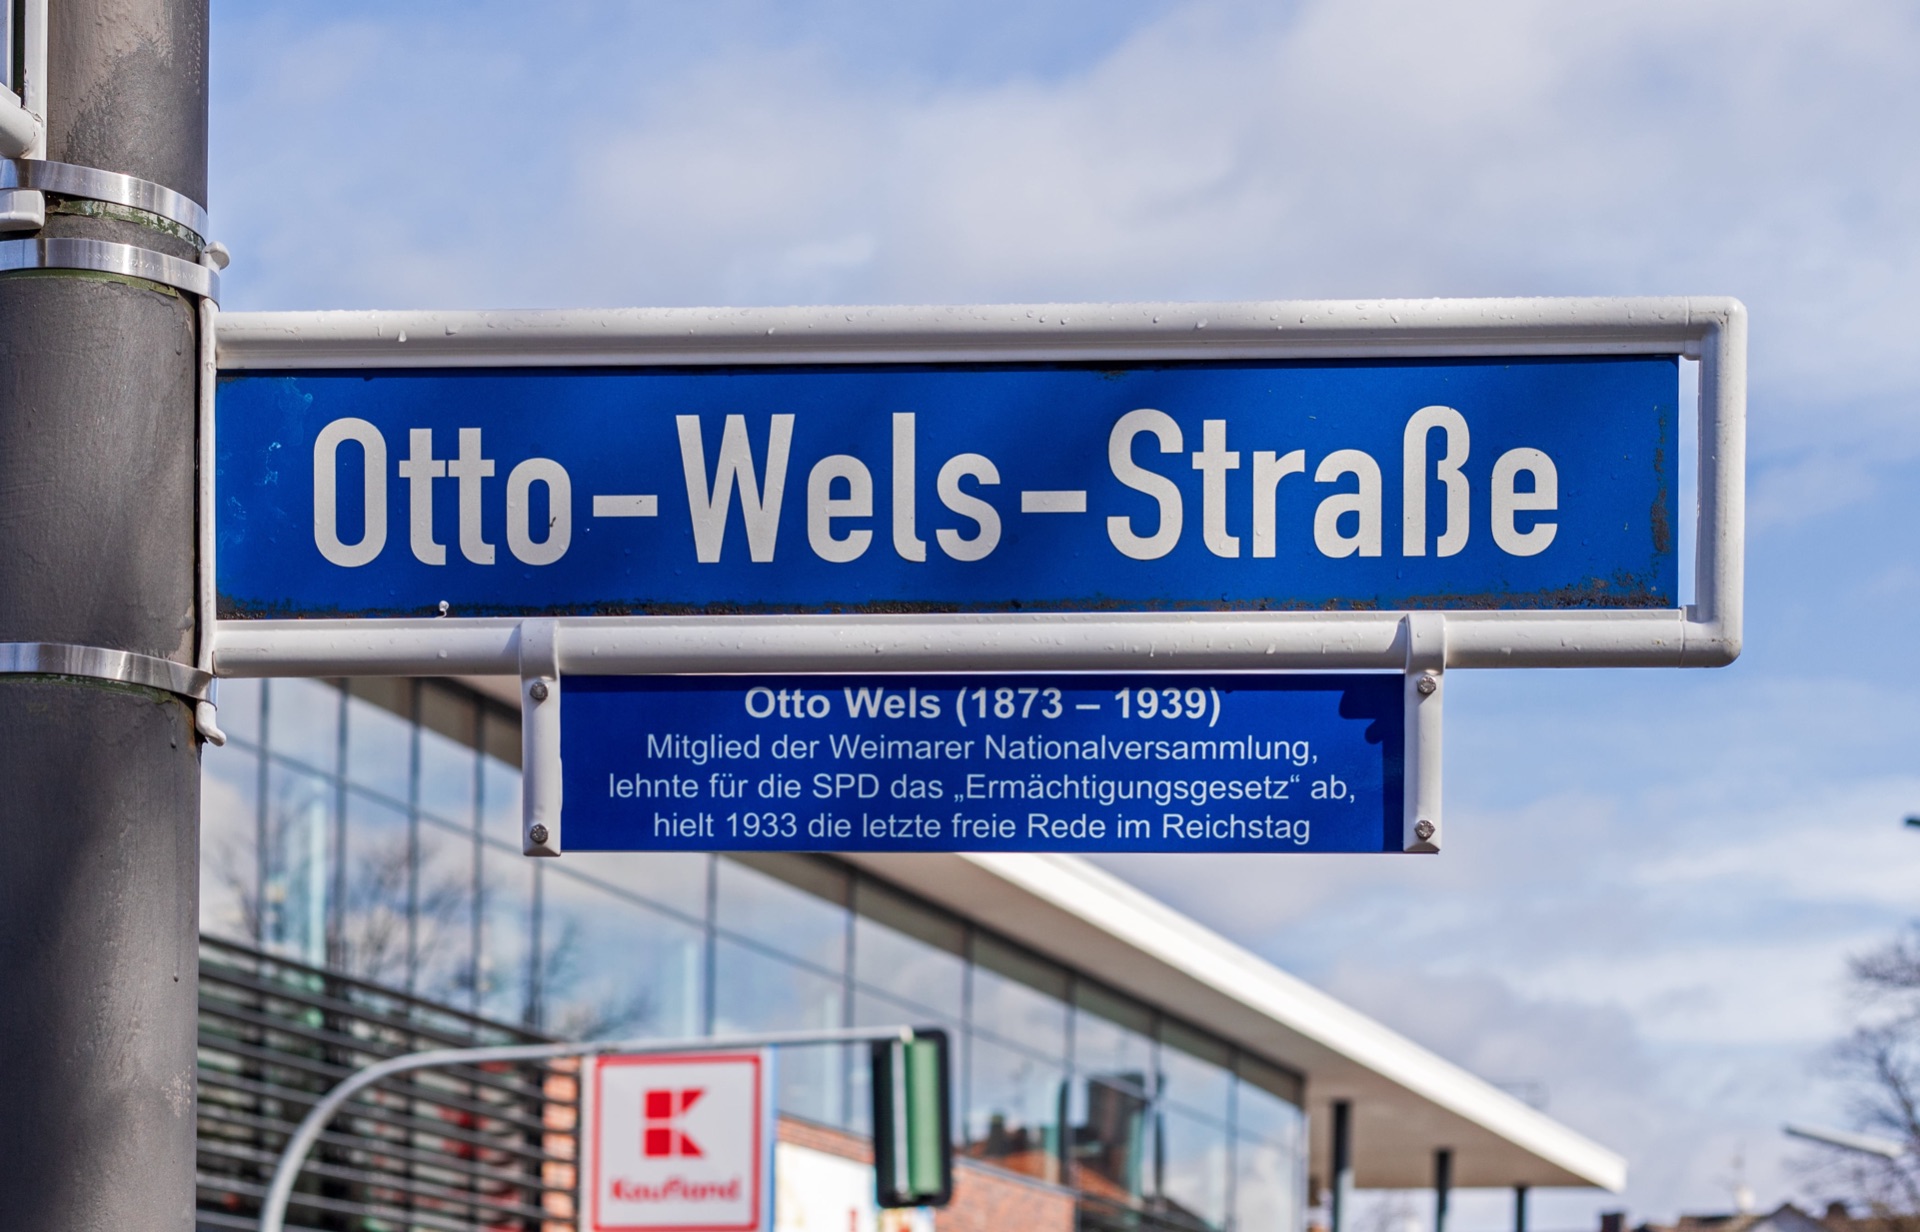 Otto-Wels-Straße
Otto Wels (1873 – 1939)
Mitglied der Weimarer Nationalversammlung,
lehnte für die SPD das „Ermächtigungsgesetz“ ab,
hielt 1933 die letzte freie Rede im Reichstag
K
Kaufland